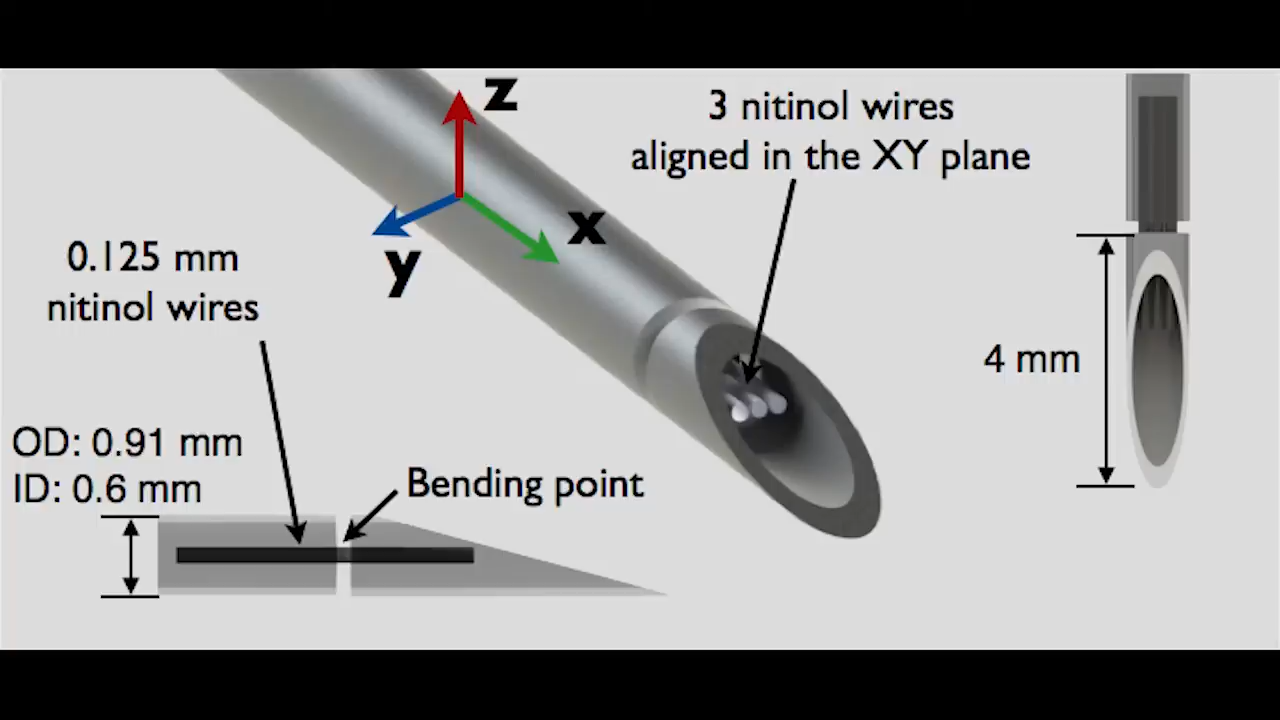 z
3 nitinol wires
aligned in the XY plane
x
y
0.125 mm
nitinol wires
4 mm
OD: 0.91 mm
ID: 0.6 mm
Bending point